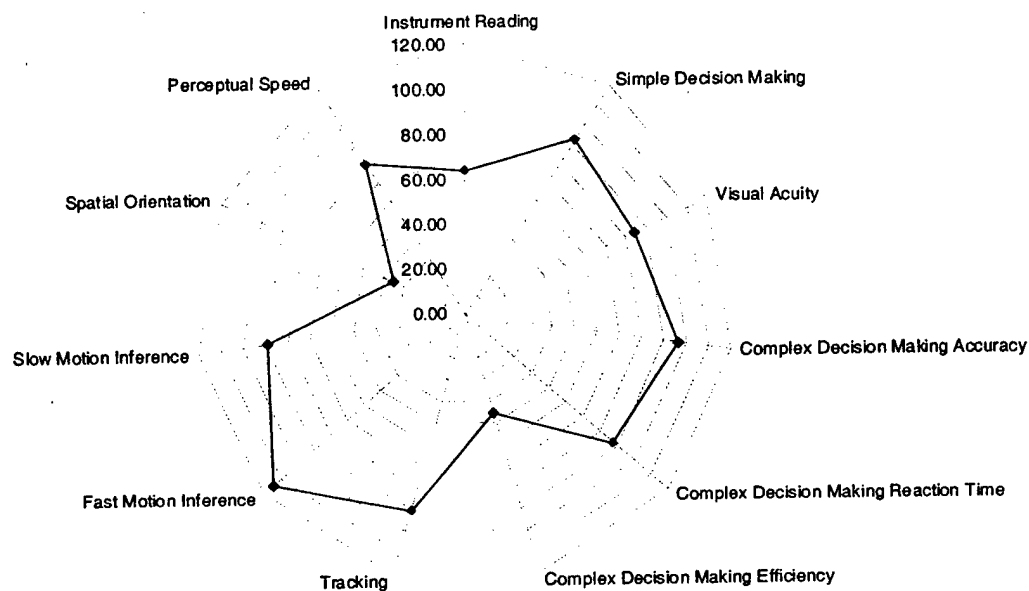 Instrument Reading
120.00
Simple Decision Making
Perceptual Speed
100.00
80.00
60.00
Visual Acuity
Spatial Orientation
40.00
20.00
0.00
Complex Decision Making Accuracy
Slow Motion Inference
Complex Decision Making Reaction Time
Fast Motion Inference
Tracking
Complex Decision Making Efficiency